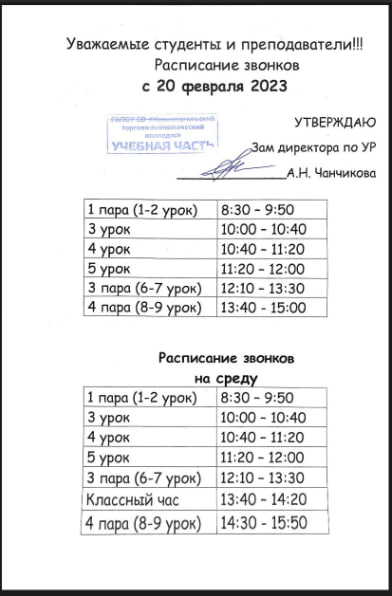 Уважаемые студенты и преподаватели!!!
Расписание звонков
с 20 февраля 2023
ГАПОУ СО «Нижнетагильский
торгово-экономический
колледж»
УЧЕБНАЯ ЧАСТЬ
УТВЕРЖДАЮ
Зам директора по УР
А.Н. Чанчикова
1 пара (1-2 урок) 8:30 – 9:50
3 урок 10:00 – 10:40
4 урок 10:40 – 11:20
5 урок 11:20 – 12:00
3 пара (6-7 урок) 12:10 – 13:30
4 пара (8-9 урок) 13:40 – 15:00
Расписание звонков
на среду
1 пара (1-2 урок) 8:30 – 9:50
3 урок 10:00 – 10:40
4 урок 10:40 – 11:20
5 урок 11:20 – 12:00
3 пара (6-7 урок) 12:10 – 13:30
Классный час 13:40 – 14:20
4 пара (8-9 урок) 14:30 – 15:50